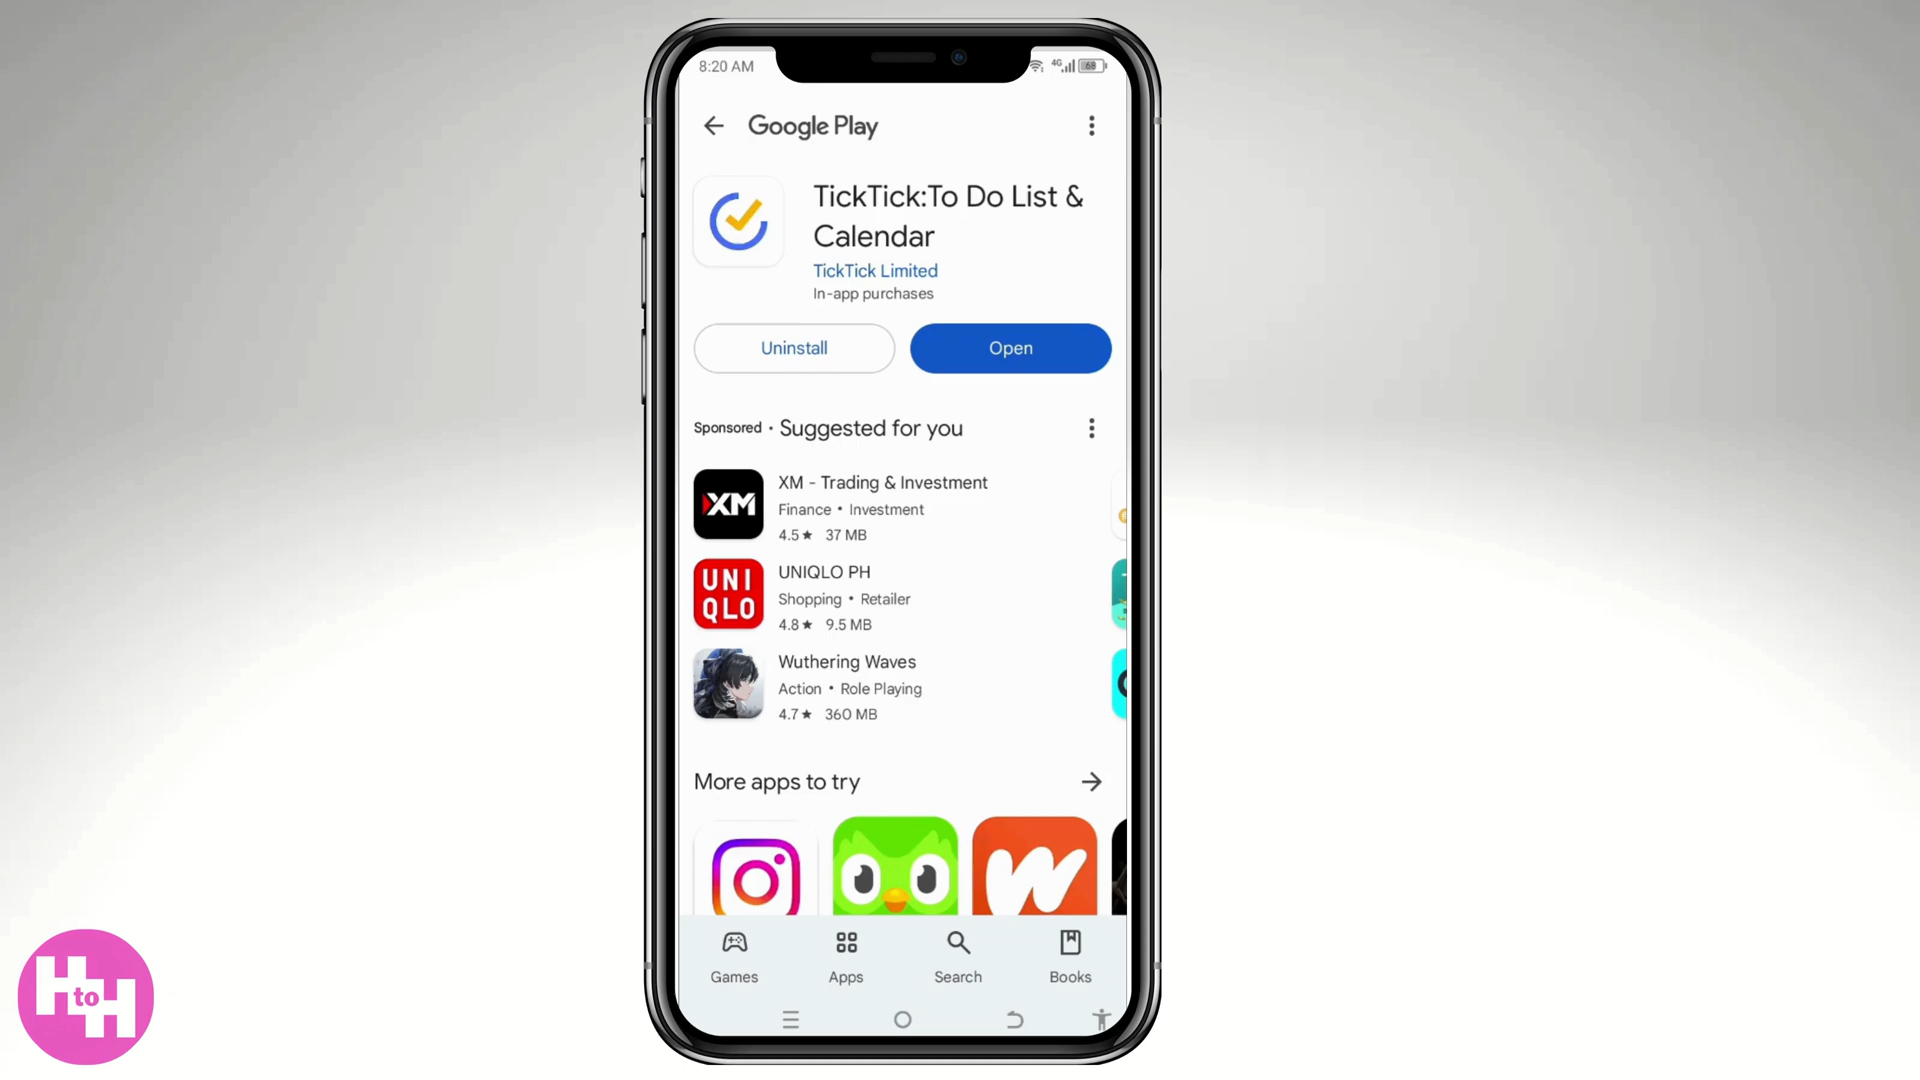 8:20 AM
4G
68
Google Play
TickTick:To Do List &
Calendar
TickTick Limited
In-app purchases
Uninstall
Open
Sponsored • Suggested for you
XM - Trading & Investment
Finance • Investment
4.5★ 37 MB
XM
UNIQLO PH
Shopping • Retailer
4.8★ 9.5 MB
UNI
QLO
Wuthering Waves
Action • Role Playing
4.7★ 360 MB
More apps to try
Games
Apps
Search
Books
H to H